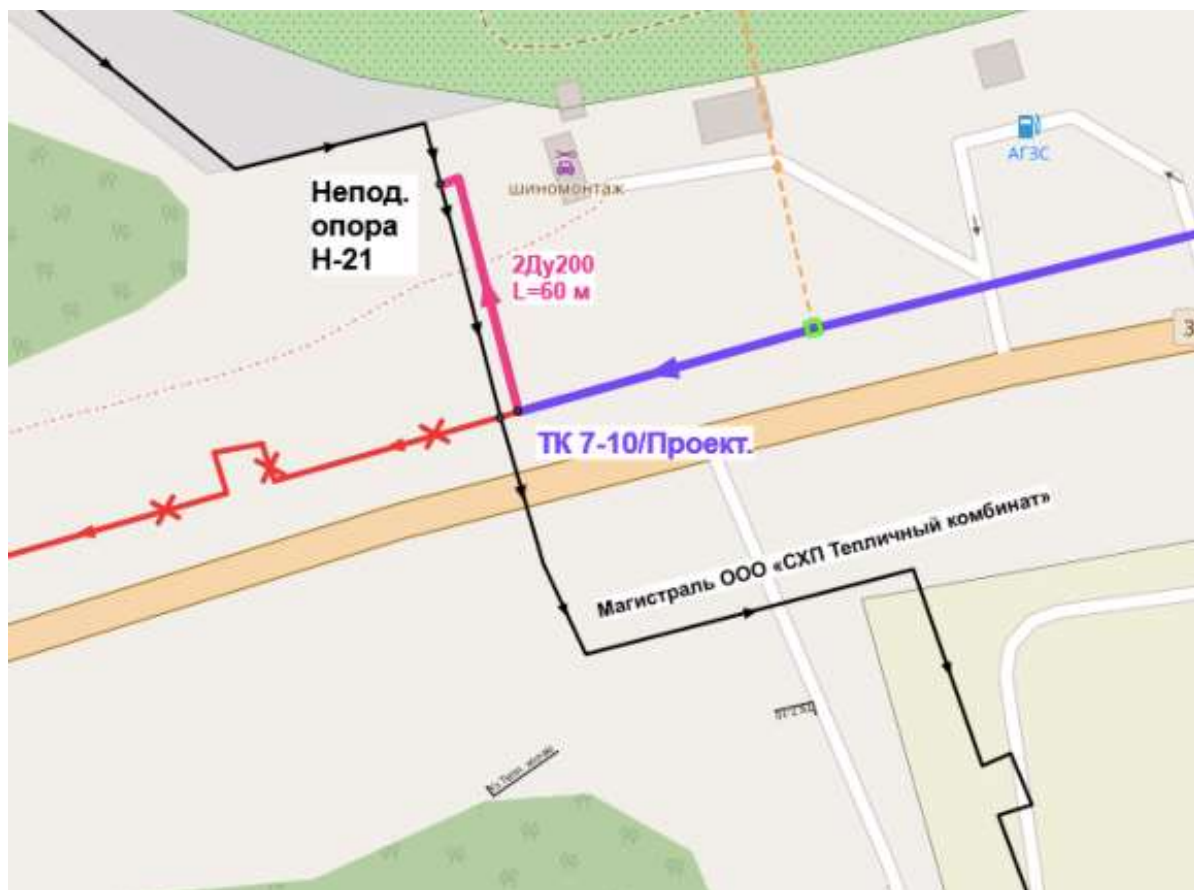 АГЗС
шиномонтаж
Непод.
опора
Н-21
2Ду200
L=60 м
З
ТК 7-10/Проект.
Магистраль ООО «СХП Тепличный комбинат»